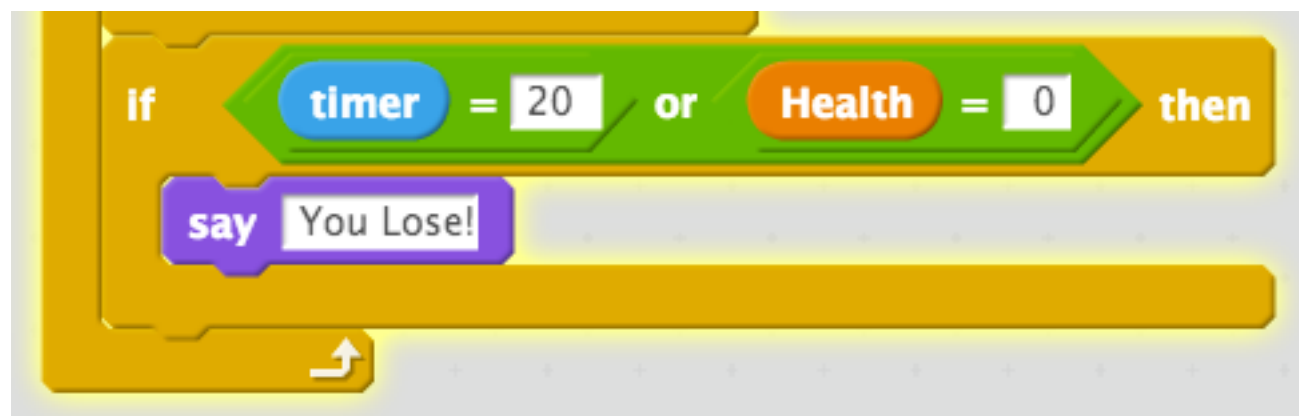 if timer = 20 or Health = 0 then
say You Lose!